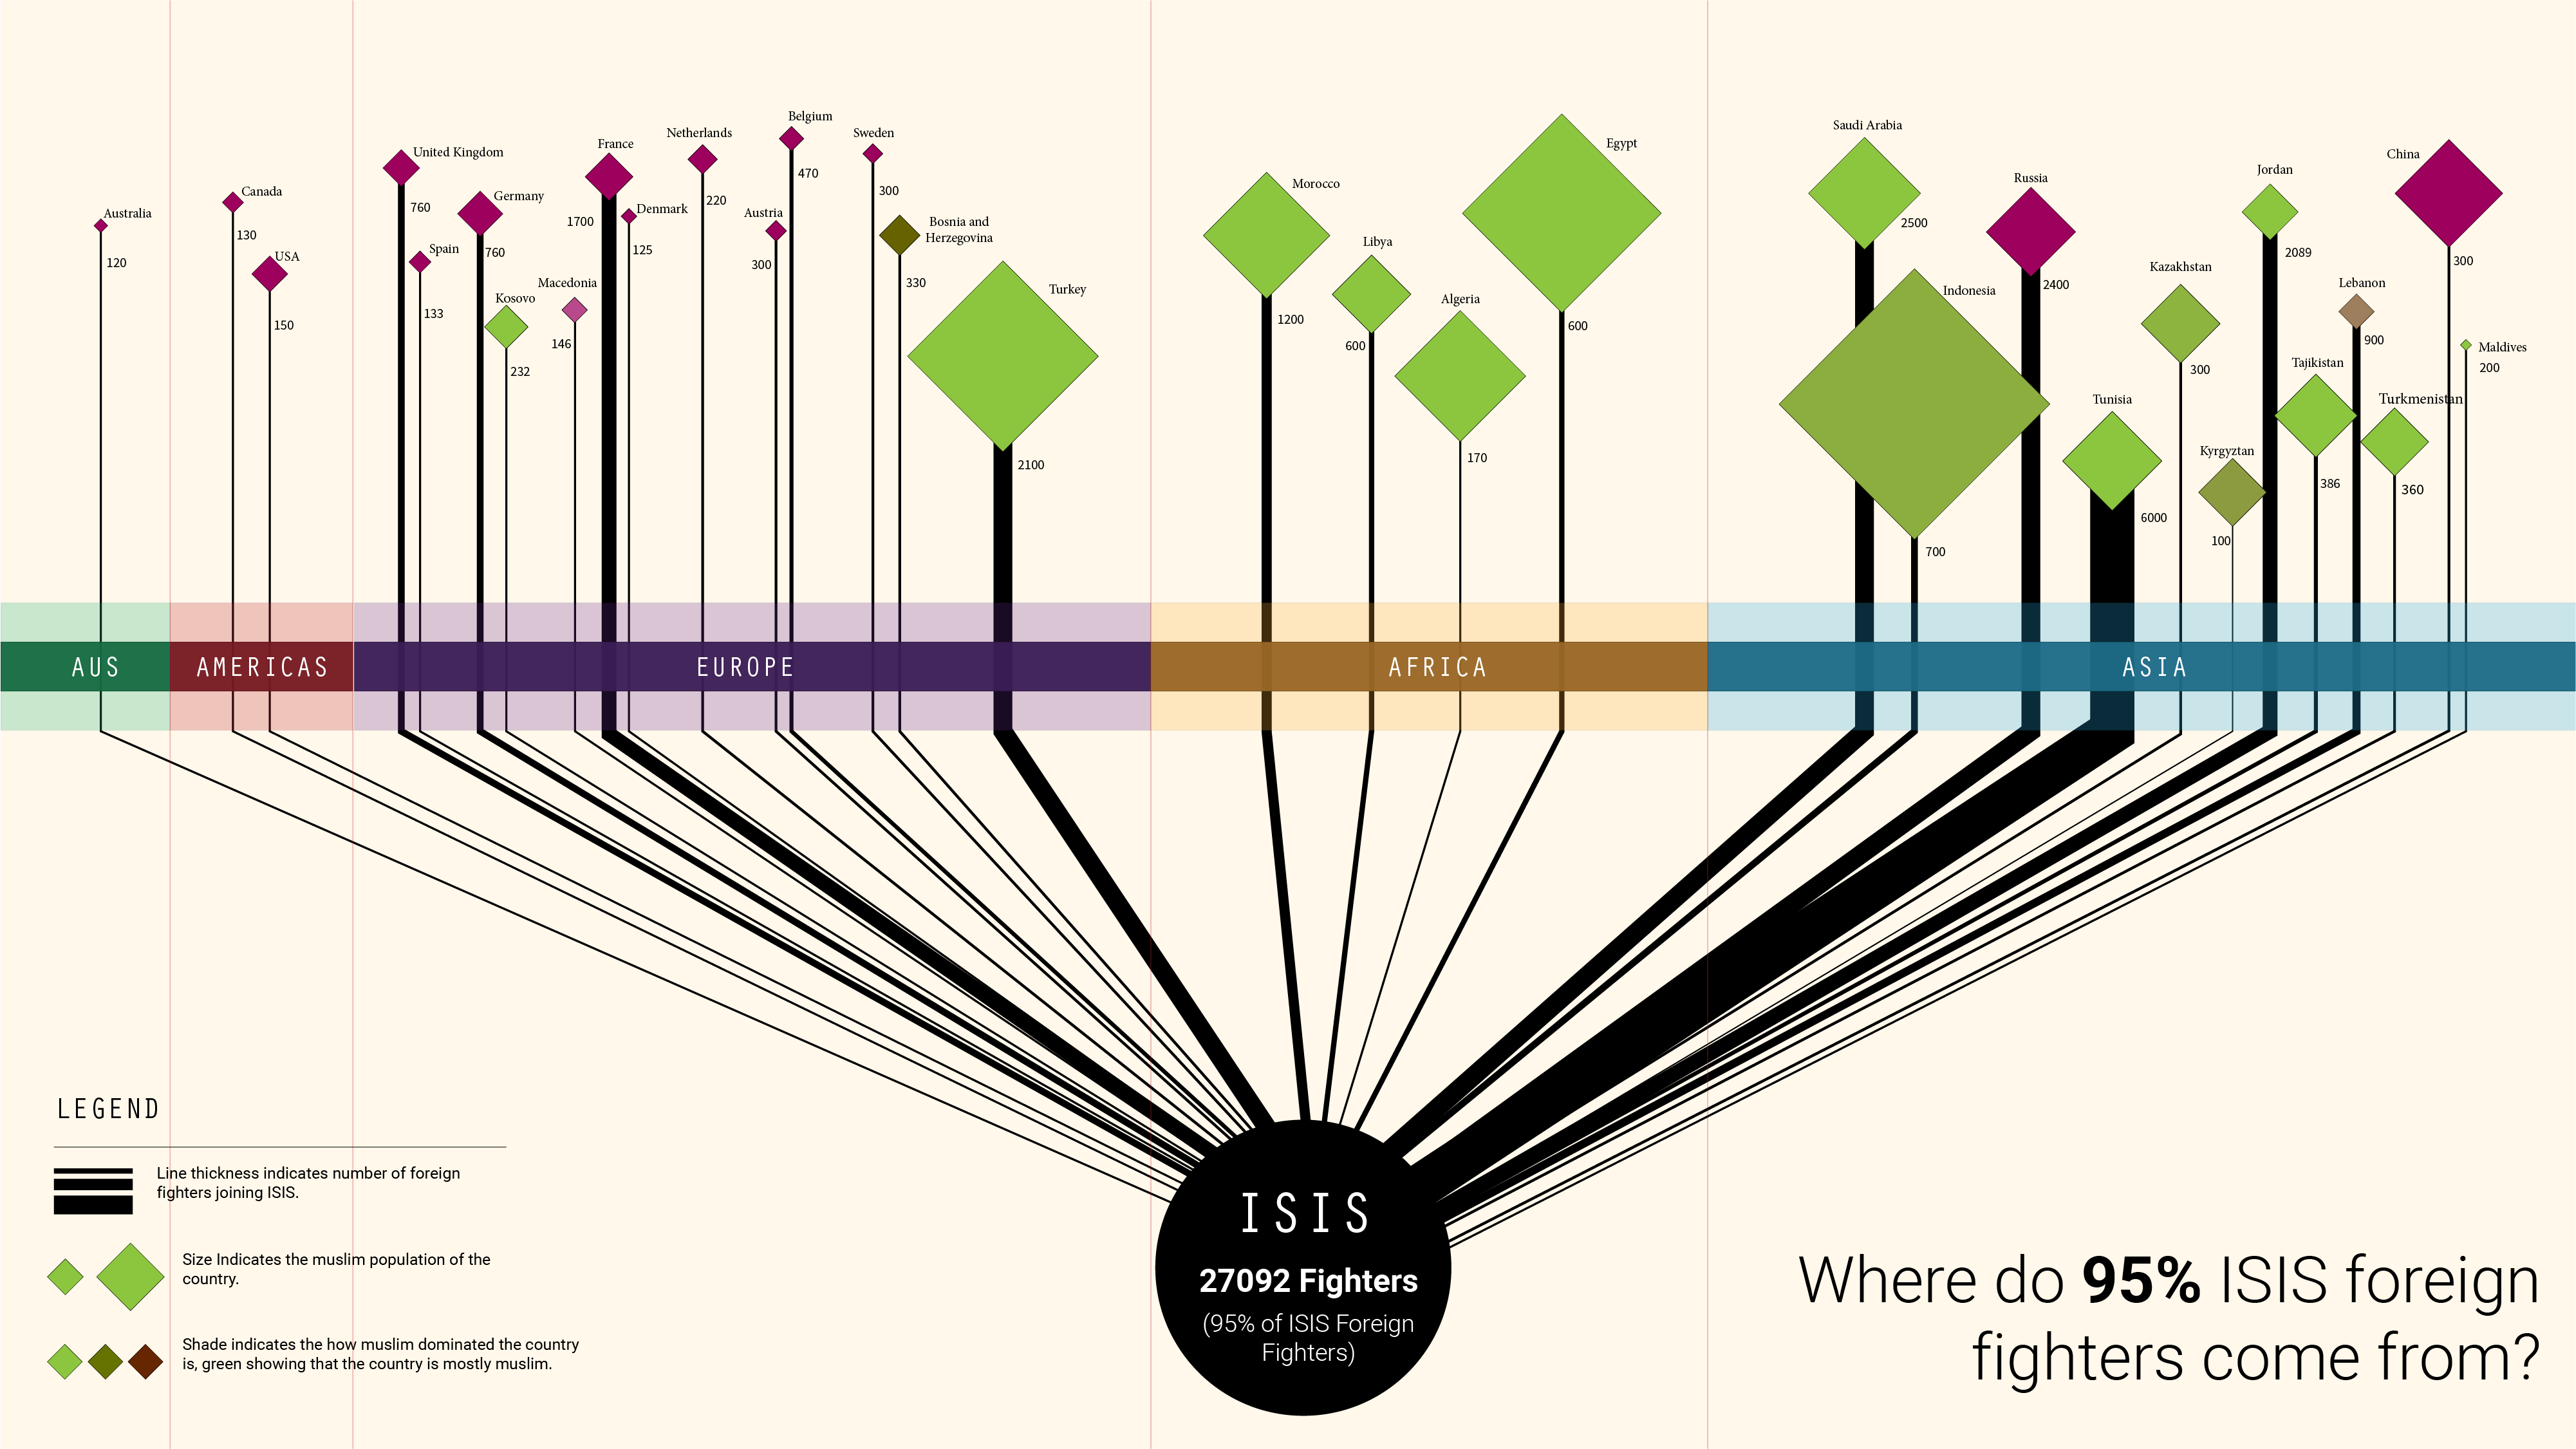 Australia
120
Canada
130
USA
150
United Kingdom
760
Spain
133
Germany
760
Kosovo
232
Macedonia
146
France
1700
Denmark
125
Netherlands
220
Austria
300
Belgium
470
Sweden
300
Bosnia and
Herzegovina
330
Turkey
2100
Morocco
1200
Libya
600
Algeria
170
Egypt
600
Saudi Arabia
2500
Indonesia
700
Russia
2400
Tunisia
6000
Kazakhstan
300
Kyrgyztan
100
Jordan
2089
Tajikistan
386
Lebanon
900
Turkmenistan
360
China
300
Maldives
200
AUS
AMERICAS
EUROPE
AFRICA
ASIA
LEGEND
Line thickness indicates number of foreign
fighters joining ISIS.
Size Indicates the muslim population of the
country.
Shade indicates the how muslim dominated the country
is, green showing that the country is mostly muslim.
ISIS
27092 Fighters
(95% of ISIS Foreign
Fighters)
Where do 95% ISIS foreign
fighters come from?